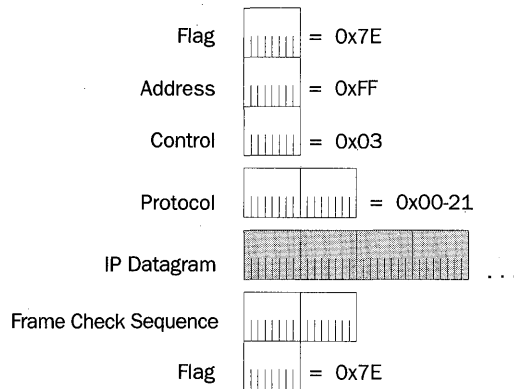 Flag = 0x7E
Address = 0xFF
Control = 0x03
Protocol = 0x00-21
IP Datagram ...
Frame Check Sequence
Flag = 0x7E